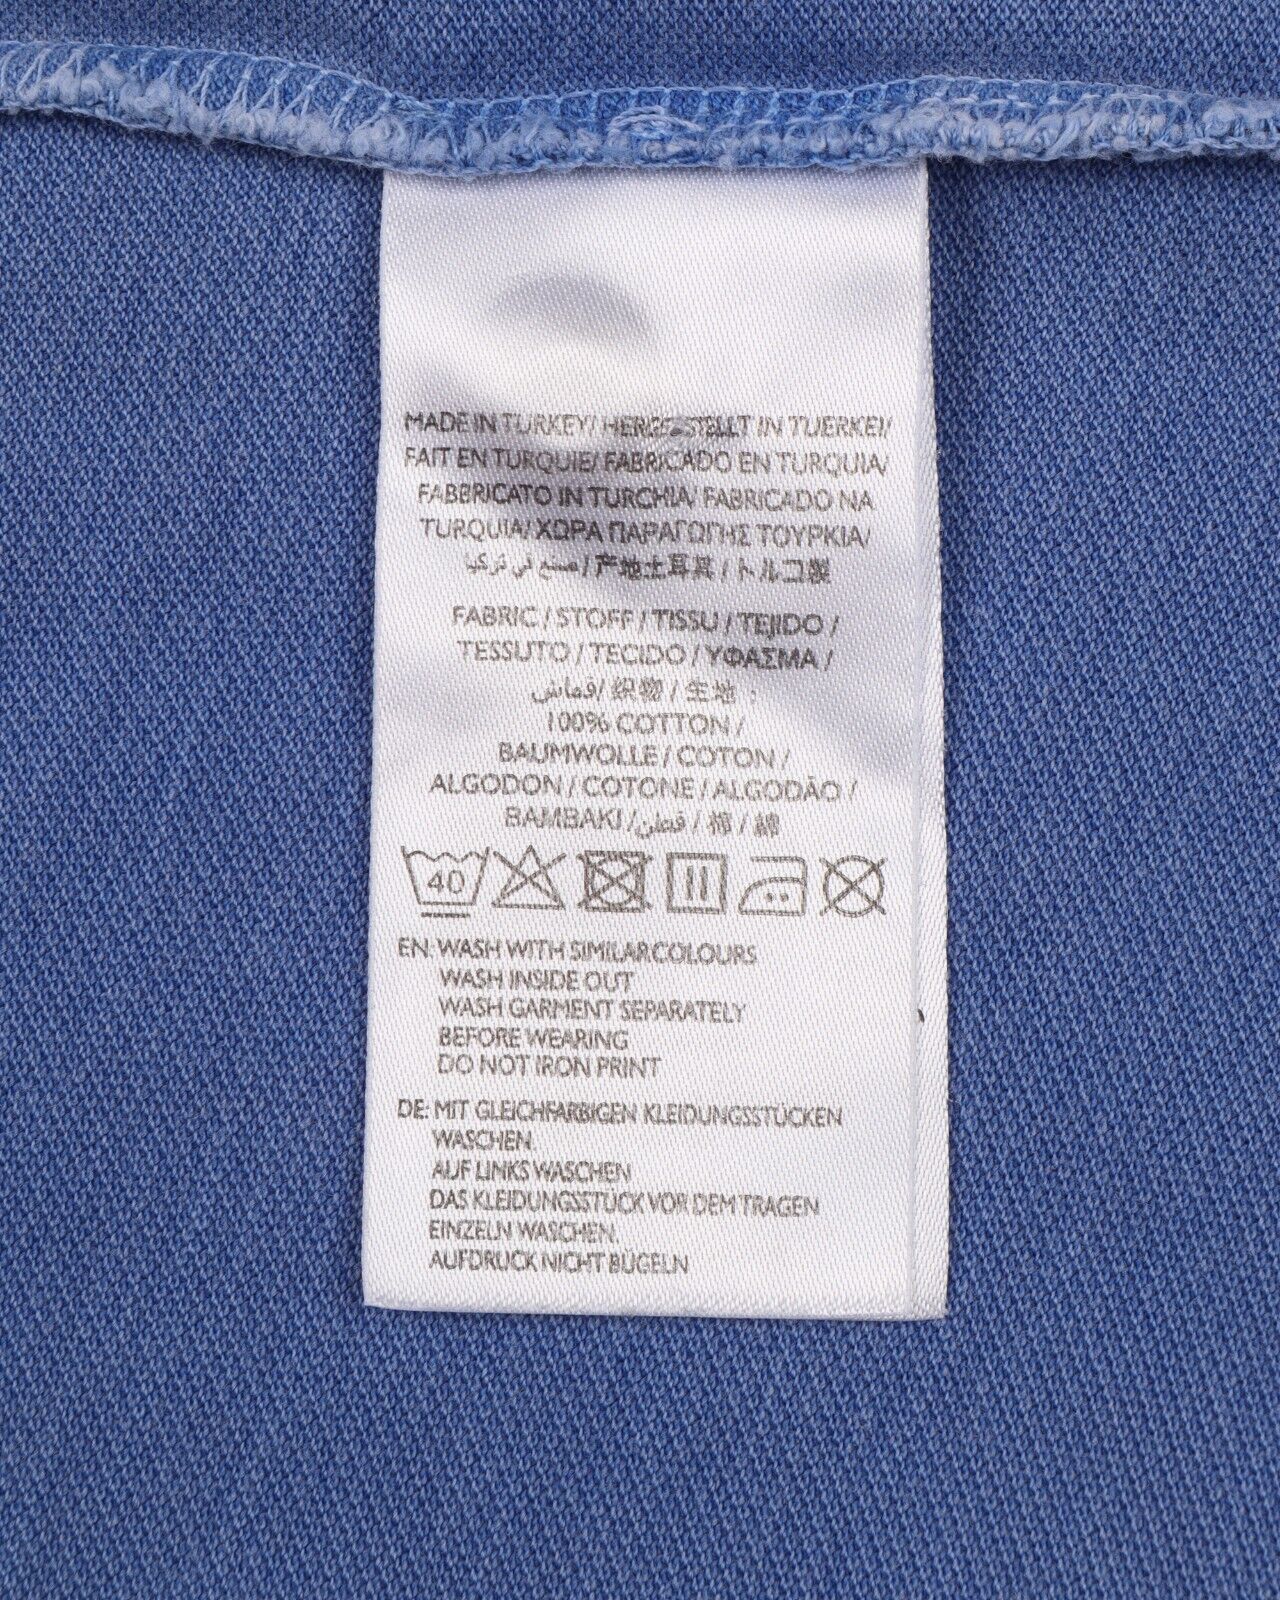 MADE IN TURKEY/ HERGESTELLT IN TUERKEI/
FAIT EN TURQUIE/ FABRICADO EN TURQUIA/
FABBRICATO IN TURCHIA/ FABRICADO NA
TURQUIA/ ΧΩΡΑ ΠΑΡΑΓΩΓΗΣ ΤΟΥΡΚΙΑ/
صنع في تركيا / 产地土耳其 / トルコ製
FABRIC / STOFF / TISSU / TEJIDO /
TESSUTO / TECIDO / ΥΦΑΣΜΑ /
قماش/ 织物 / 生地 :
100% COTTON /
BAUMWOLLE / COTON /
ALGODON / COTONE / ALGODÃO /
BAMBAKI / قطن / 棉 / 綿
40
EN: WASH WITH SIMILAR COLOURS
WASH INSIDE OUT
WASH GARMENT SEPARATELY
BEFORE WEARING
DO NOT IRON PRINT
DE: MIT GLEICHFARBIGEN KLEIDUNGSSTÜCKEN
WASCHEN.
AUF LINKS WASCHEN
DAS KLEIDUNGSSTÜCK VOR DEM TRAGEN
EINZELN WASCHEN.
AUFDRUCK NICHT BÜGELN